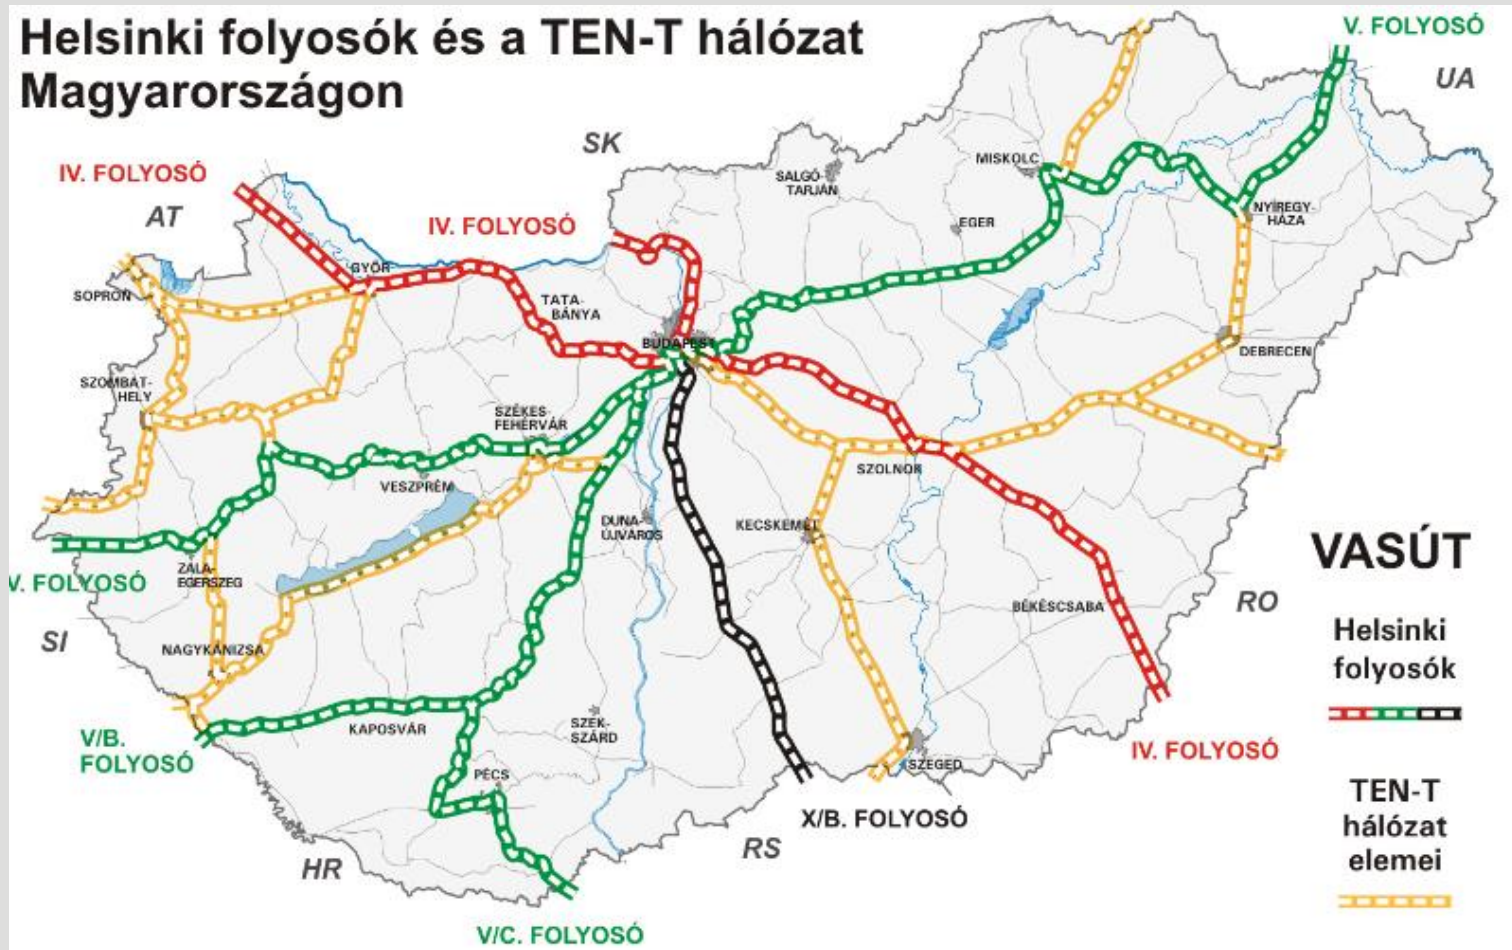 Helsinki folyosók és a TEN-T hálózat
Magyarországon
V. FOLYOSÓ
UA
SK
IV. FOLYOSÓ
AT
IV. FOLYOSÓ
MISKOLC
SALGÓ-
TARJÁN
EGER
NYÍREGY-
HÁZA
GYŐR
SOPRON
TATA-
BÁNYA
BUDAPEST
DEBRECEN
SZOMBAT-
HELY
SZÉKES-
FEHÉRVÁR
SZOLNOK
VESZPRÉM
DUNA-
ÚJVÁROS
KECSKEMÉT
V. FOLYOSÓ
ZALA-
EGERSZEG
VASÚT
RO
BÉKÉSCSABA
Helsinki
folyosók
SI
NAGYKANIZSA
KAPOSVÁR
SZEK-
SZÁRD
V/B.
FOLYOSÓ
IV. FOLYOSÓ
SZEGED
PÉCS
TEN-T
hálózat
elemei
X/B. FOLYOSÓ
RS
HR
V/C. FOLYOSÓ